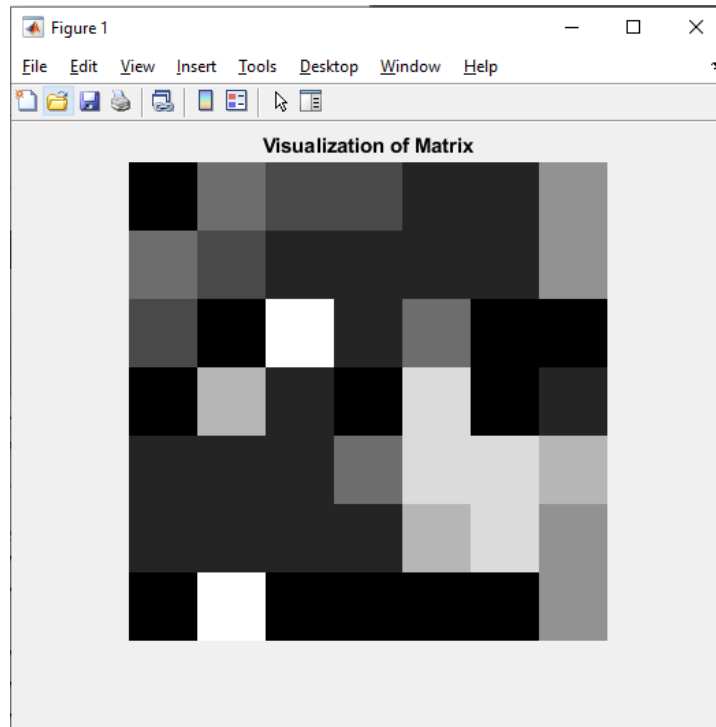 Figure 1
File Edit View Insert Tools Desktop Window Help
Visualization of Matrix